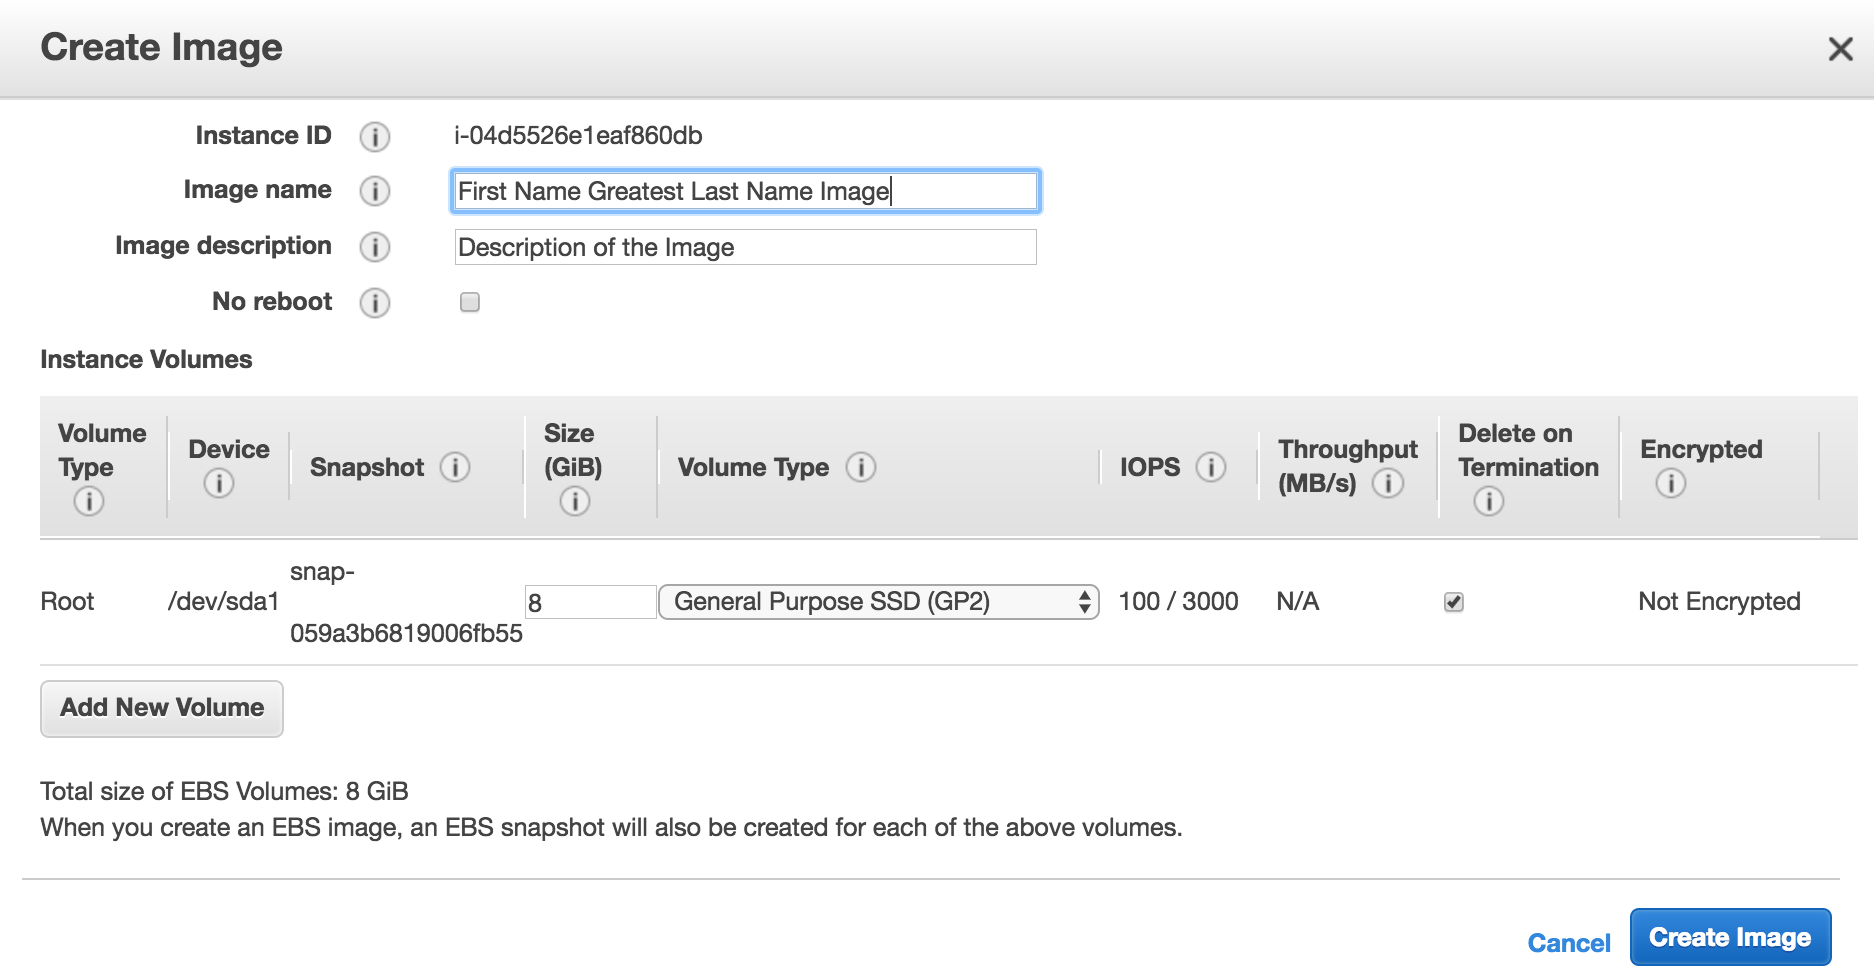 Create Image
Instance ID i-04d5526e1eaf860db
Image name First Name Greatest Last Name Image
Image description Description of the Image
No reboot
Instance Volumes
Volume Type Device Snapshot Size (GiB) Volume Type IOPS Throughput (MB/s) Delete on Termination Encrypted
Root /dev/sda1 snap-059a3b6819006fb55 8 General Purpose SSD (GP2) 100 / 3000 N/A Not Encrypted
Add New Volume
Total size of EBS Volumes: 8 GiB
When you create an EBS image, an EBS snapshot will also be created for each of the above volumes.
Cancel Create Image